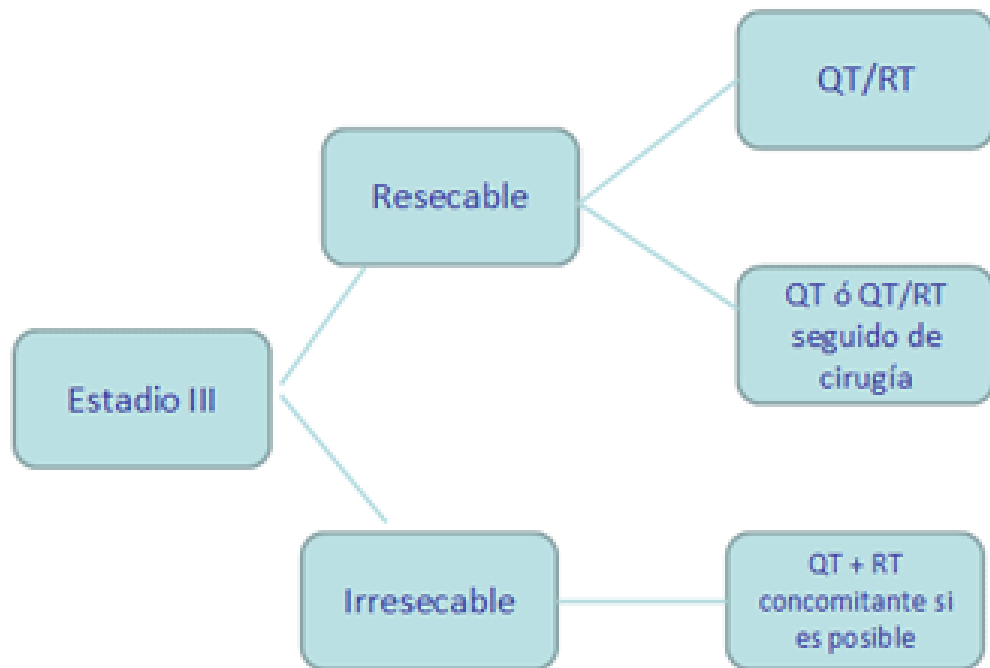 QT/RT
Resecable
QT ó QT/RT
seguido de
cirugía
Estadio III
Irresecable
QT + RT
concomitante si
es posible